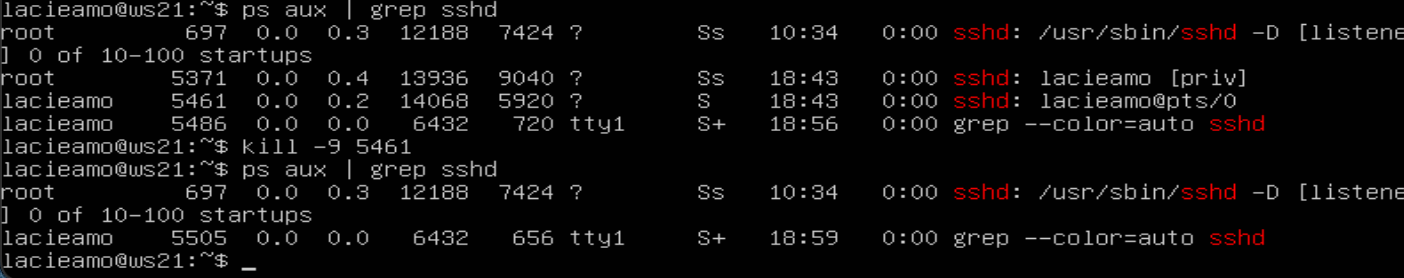 lacieamo@ws21:~$ ps aux | grep sshd
root 697 0.0 0.3 12188 7424 ? Ss 10:34 0:00 sshd: /usr/sbin/sshd -D [listene
] 0 of 10-100 startups
root 5371 0.0 0.4 13936 9040 ? Ss 18:43 0:00 sshd: lacieamo [priv]
lacieamo 5461 0.0 0.2 14068 5920 ? S 18:43 0:00 sshd: lacieamo@pts/0
lacieamo 5486 0.0 0.0 6432 720 tty1 S+ 18:56 0:00 grep --color=auto sshd
lacieamo@ws21:~$ kill -9 5461
lacieamo@ws21:~$ ps aux | grep sshd
root 697 0.0 0.3 12188 7424 ? Ss 10:34 0:00 sshd: /usr/sbin/sshd -D [listene
] 0 of 10-100 startups
lacieamo 5505 0.0 0.0 6432 656 tty1 S+ 18:59 0:00 grep --color=auto sshd
lacieamo@ws21:~$ _